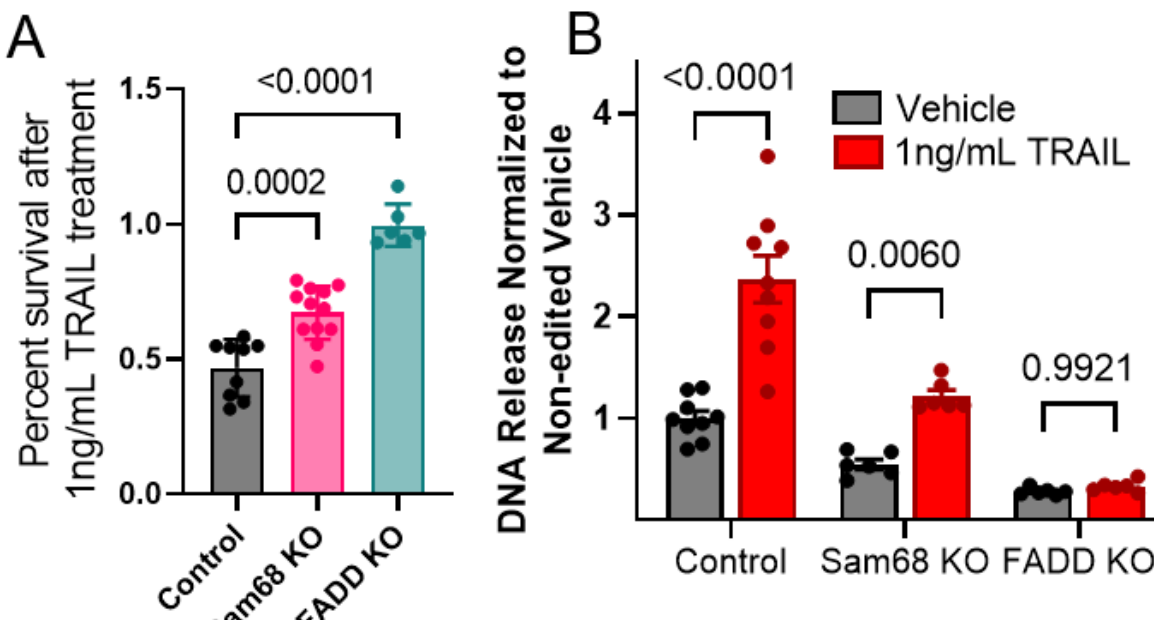 A
Percent survival after
1ng/mL TRAIL treatment
1.5
1.0
0.5
0.0
<0.0001
0.0002
Control
Sam68 KO
FADD KO
B
DNA Release Normalized to
Non-edited Vehicle
4
3
2
1
<0.0001
0.0060
0.9921
Vehicle
1ng/mL TRAIL
Control
Sam68 KO
FADD KO